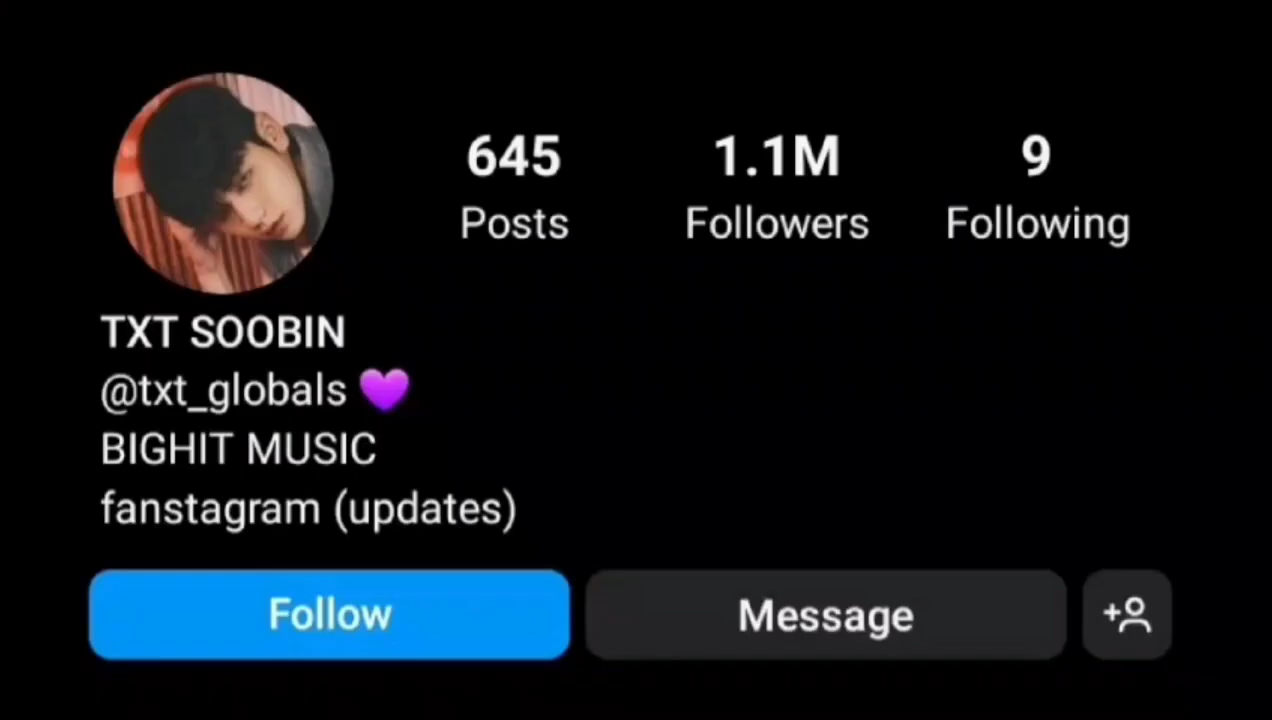 645 1.1M 9
Posts Followers Following
TXT SOOBIN
@txt_globals 💜
BIGHIT MUSIC
fanstagram (updates)
Follow Message